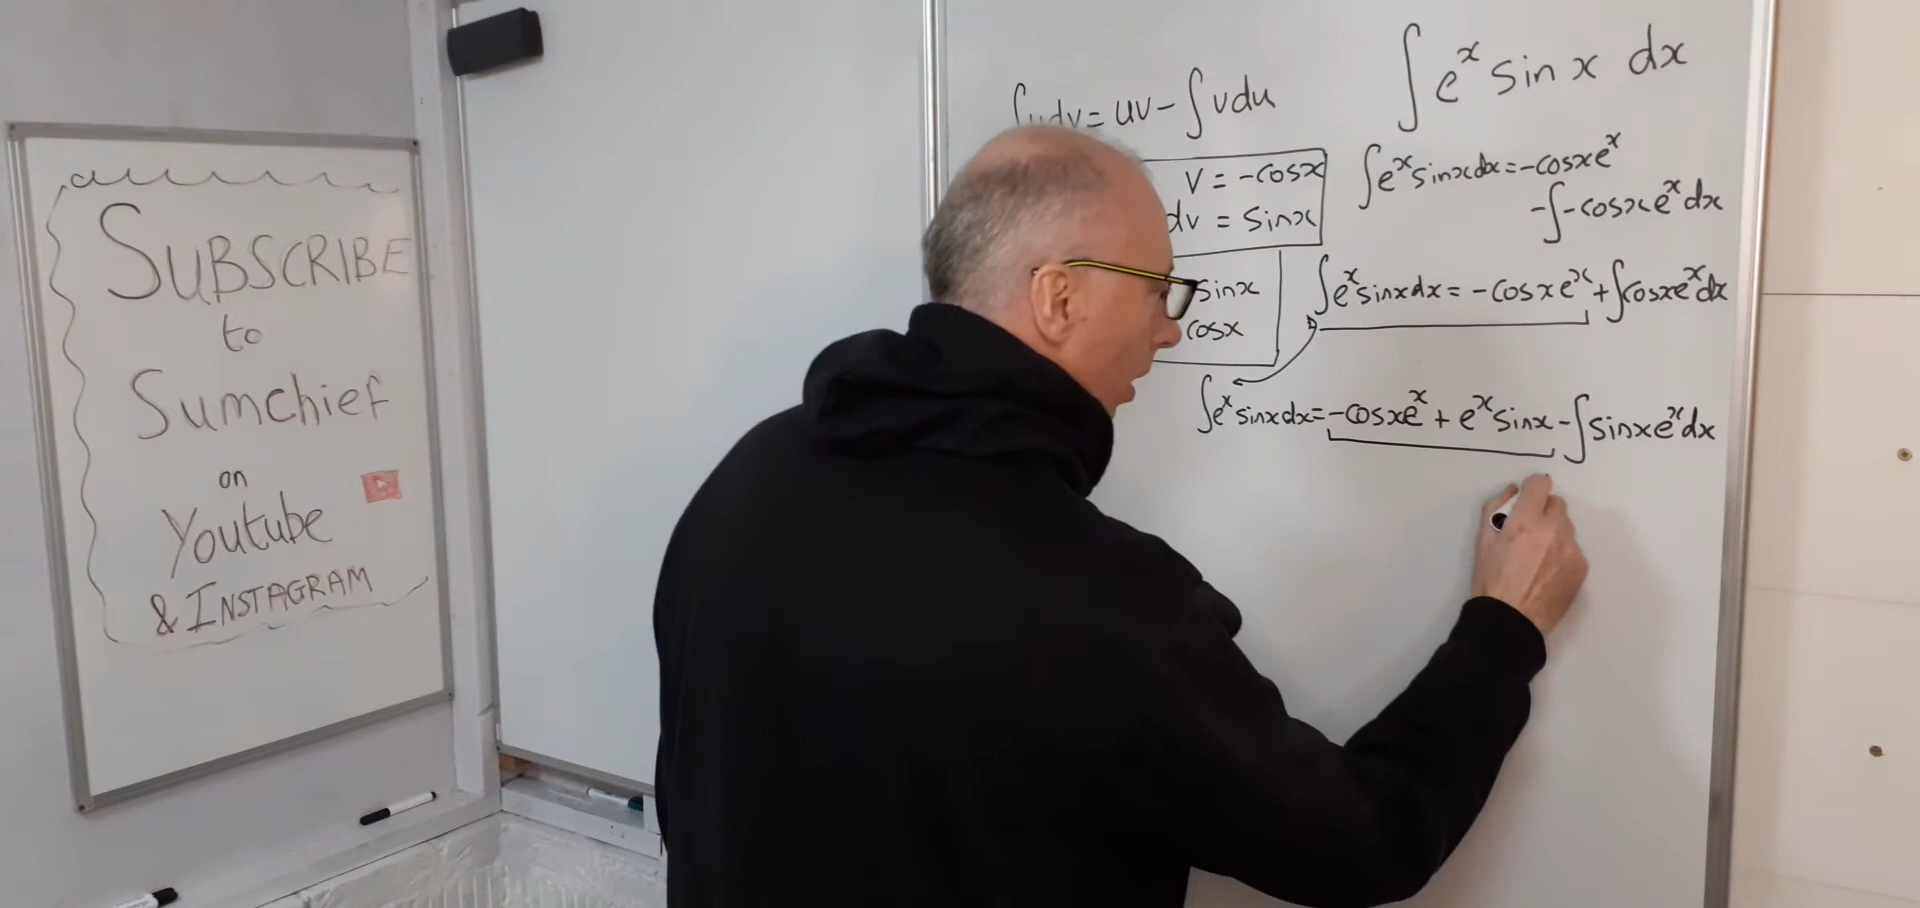 SUBSCRIBE
to
Sumchief
on
Youtube
& INSTAGRAM
∫e^x sin x dx
∫udv = uv - ∫vdu
v = -cosx
dv = sinx
sinx
cosx
∫e^x sinx dx = -cosx e^x
-∫-cosx e^x dx
∫e^x sinx dx = -cosx e^x + ∫cosx e^x dx
∫e^x sinx dx = -cosx e^x + e^x sinx - ∫sinx e^x dx